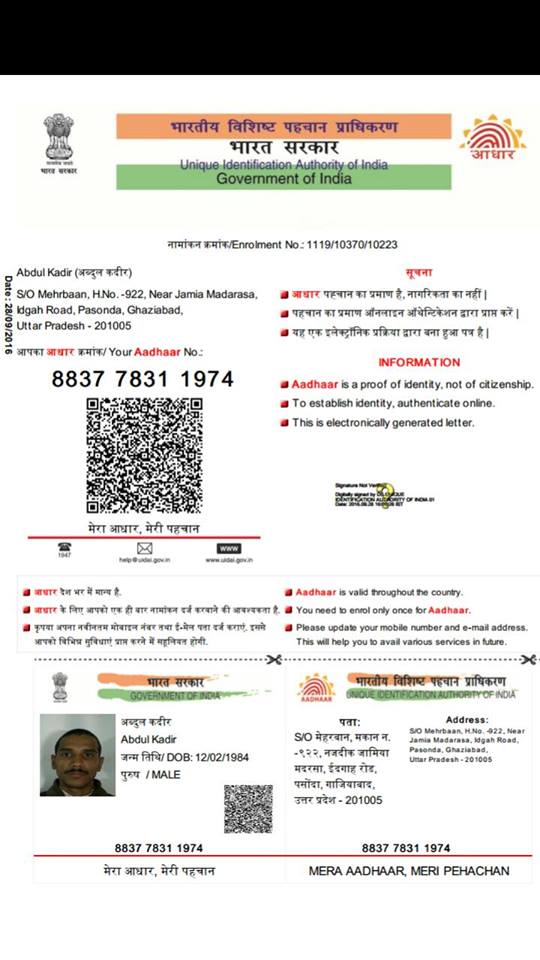 सत्यमेव जयते
भारत सरकार
भारतीय विशिष्ट पहचान प्राधिकरण
भारत सरकार
Unique Identification Authority of India
Government of India
आधार
नामांकन क्रमांक/Enrolment No.: 1119/10370/10223
Date : 28/09/2016
Abdul Kadir (अब्दुल कदीर)
S/O Mehrbaan, H.No. -922, Near Jamia Madarasa,
Idgah Road, Pasonda, Ghaziabad,
Uttar Pradesh - 201005
आपका आधार क्रमांक/ Your Aadhaar No.:
8837 7831 1974
मेरा आधार, मेरी पहचान
1947
help@uidai.gov.in
www
www.uidai.gov.in
सूचना
आधार पहचान का प्रमाण है, नागरिकता का नहीं |
पहचान का प्रमाण ऑनलाइन ऑथेन्टिकेशन द्वारा प्राप्त करें |
यह एक इलेक्ट्रॉनिक प्रक्रिया द्वारा बना हुआ पत्र है |
INFORMATION
Aadhaar is a proof of identity, not of citizenship.
To establish identity, authenticate online.
This is electronically generated letter.
Signature Not Verified
Digitally signed by DS UNIQUE
IDENTIFICATION AUTHORITY OF INDIA 01
Date: 2016.09.28 IST
आधार देश भर में मान्य है.
आधार के लिए आपको एक ही बार नामांकन दर्ज करवाने की आवश्यकता है.
कृपया अपना नवीनतम मोबाइल नंबर तथा ई-मेल पता दर्ज कराएं. इससे
आपको विभिन्न सुविधाएं प्राप्त करने में सहूलियत होगी.
Aadhaar is valid throughout the country.
You need to enrol only once for Aadhaar.
Please update your mobile number and e-mail address.
This will help you to avail various services in future.
भारत सरकार
GOVERNMENT OF INDIA
अब्दुल कदीर
Abdul Kadir
जन्म तिथि/ DOB: 12/02/1984
पुरुष / MALE
8837 7831 1974
मेरा आधार, मेरी पहचान
AADHAAR
भारतीय विशिष्ट पहचान प्राधिकरण
UNIQUE IDENTIFICATION AUTHORITY OF INDIA
पता:
S/O मेहरबान, मकान न.
-९२२, नजदीक जामिया
मदरसा, ईदगाह रोड,
पसोंदा, गाजियाबाद,
उत्तर प्रदेश - 201005
Address:
S/O Mehrbaan, H.No. -922, Near
Jamia Madarasa, Idgah Road,
Pasonda, Ghaziabad,
Uttar Pradesh - 201005
8837 7831 1974
MERA AADHAAR, MERI PEHACHAN